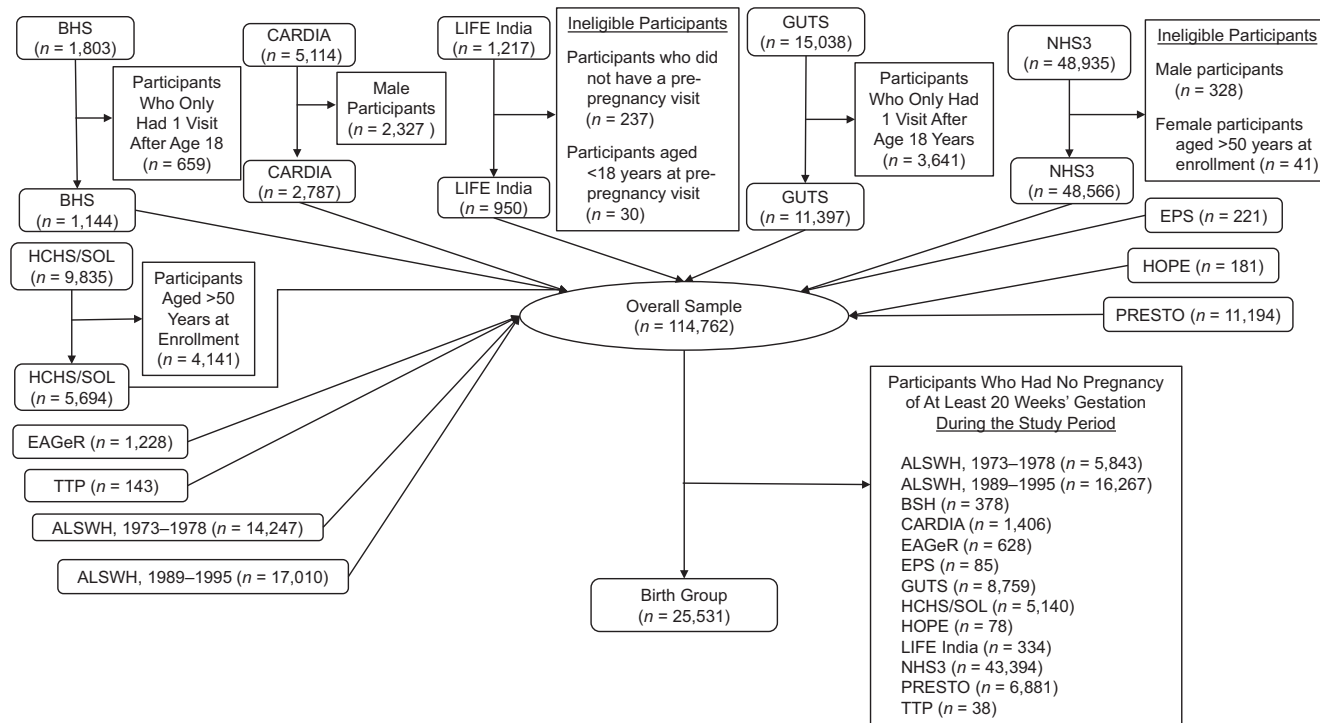 BHS
(n = 1,803)
Participants
Who Only
Had 1 Visit
After Age 18
(n = 659)
BHS
(n = 1,144)
CARDIA
(n = 5,114)
Male
Participants
(n = 2,327 )
CARDIA
(n = 2,787)
LIFE India
(n = 1,217)
Ineligible Participants
Participants who did
not have a pre-
pregnancy visit
(n = 237)
Participants aged
<18 years at pre-
pregnancy visit
(n = 30)
LIFE India
(n = 950)
GUTS
(n = 15,038)
Participants
Who Only Had
1 Visit After
Age 18 Years
(n = 3,641)
GUTS
(n = 11,397)
NHS3
(n = 48,935)
Ineligible Participants
Male participants
(n = 328)
Female participants
aged >50 years at
enrollment (n = 41)
NHS3
(n = 48,566)
EPS (n = 221)
HOPE (n = 181)
PRESTO (n = 11,194)
HCHS/SOL
(n = 9,835)
Participants
Aged >50
Years at
Enrollment
(n = 4,141)
HCHS/SOL
(n = 5,694)
EAGeR (n = 1,228)
TTP (n = 143)
ALSWH, 1973–1978 (n = 14,247)
ALSWH, 1989–1995 (n = 17,010)
Overall Sample
(n = 114,762)
Participants Who Had No Pregnancy
of At Least 20 Weeks’ Gestation
During the Study Period
ALSWH, 1973–1978 (n = 5,843)
ALSWH, 1989–1995 (n = 16,267)
BSH (n = 378)
CARDIA (n = 1,406)
EAGeR (n = 628)
EPS (n = 85)
GUTS (n = 8,759)
HCHS/SOL (n = 5,140)
HOPE (n = 78)
LIFE India (n = 334)
NHS3 (n = 43,394)
PRESTO (n = 6,881)
TTP (n = 38)
Birth Group
(n = 25,531)